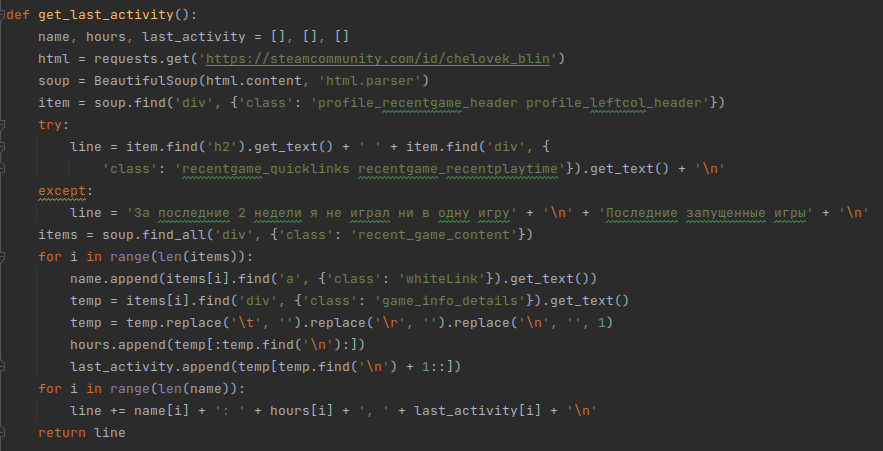 def get_last_activity():
    name, hours, last_activity = [], [], []
    html = requests.get('https://steamcommunity.com/id/chelovek_blin')
    soup = BeautifulSoup(html.content, 'html.parser')
    item = soup.find('div', {'class': 'profile_recentgame_header profile_leftcol_header'})
    try:
        line = item.find('h2').get_text() + ' ' + item.find('div', {
            'class': 'recentgame_quicklinks recentgame_recentplaytime'}).get_text() + '\n'
    except:
        line = 'За последние 2 недели я не играл ни в одну игру' + '\n' + 'Последние запущенные игры' + '\n'
    items = soup.find_all('div', {'class': 'recent_game_content'})
    for i in range(len(items)):
        name.append(items[i].find('a', {'class': 'whiteLink'}).get_text())
        temp = items[i].find('div', {'class': 'game_info_details'}).get_text()
        temp = temp.replace('\t', '').replace('\r', '').replace('\n', '', 1)
        hours.append(temp[:temp.find('\n'):])
        last_activity.append(temp[temp.find('\n') + 1::])
    for i in range(len(name)):
        line += name[i] + ': ' + hours[i] + ', ' + last_activity[i] + '\n'
    return line